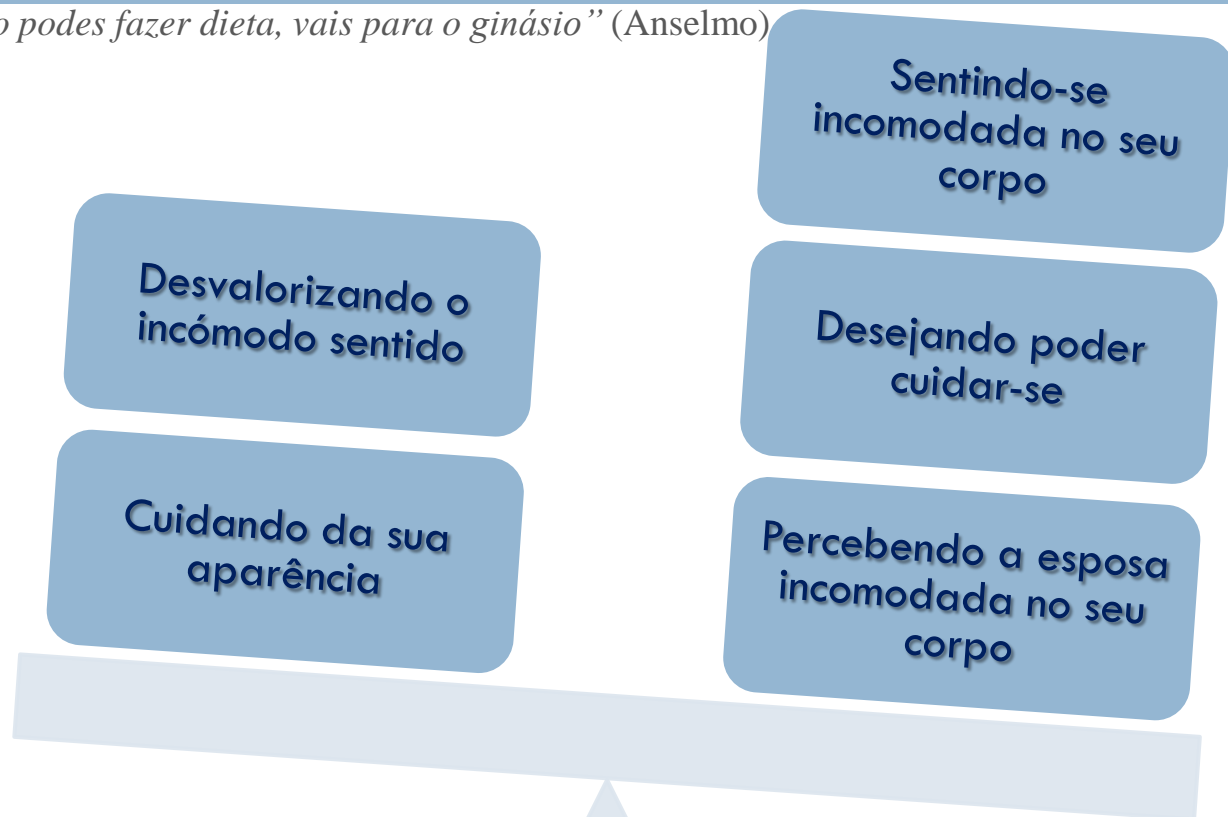 o podes fazer dieta, vais para o ginásio” (Anselmo)
Desvalorizando o
incómodo sentido
Cuidando da sua
aparência
Sentindo-se
incomodada no seu
corpo
Desejando poder
cuidar-se
Percebendo a esposa
incomodada no seu
corpo